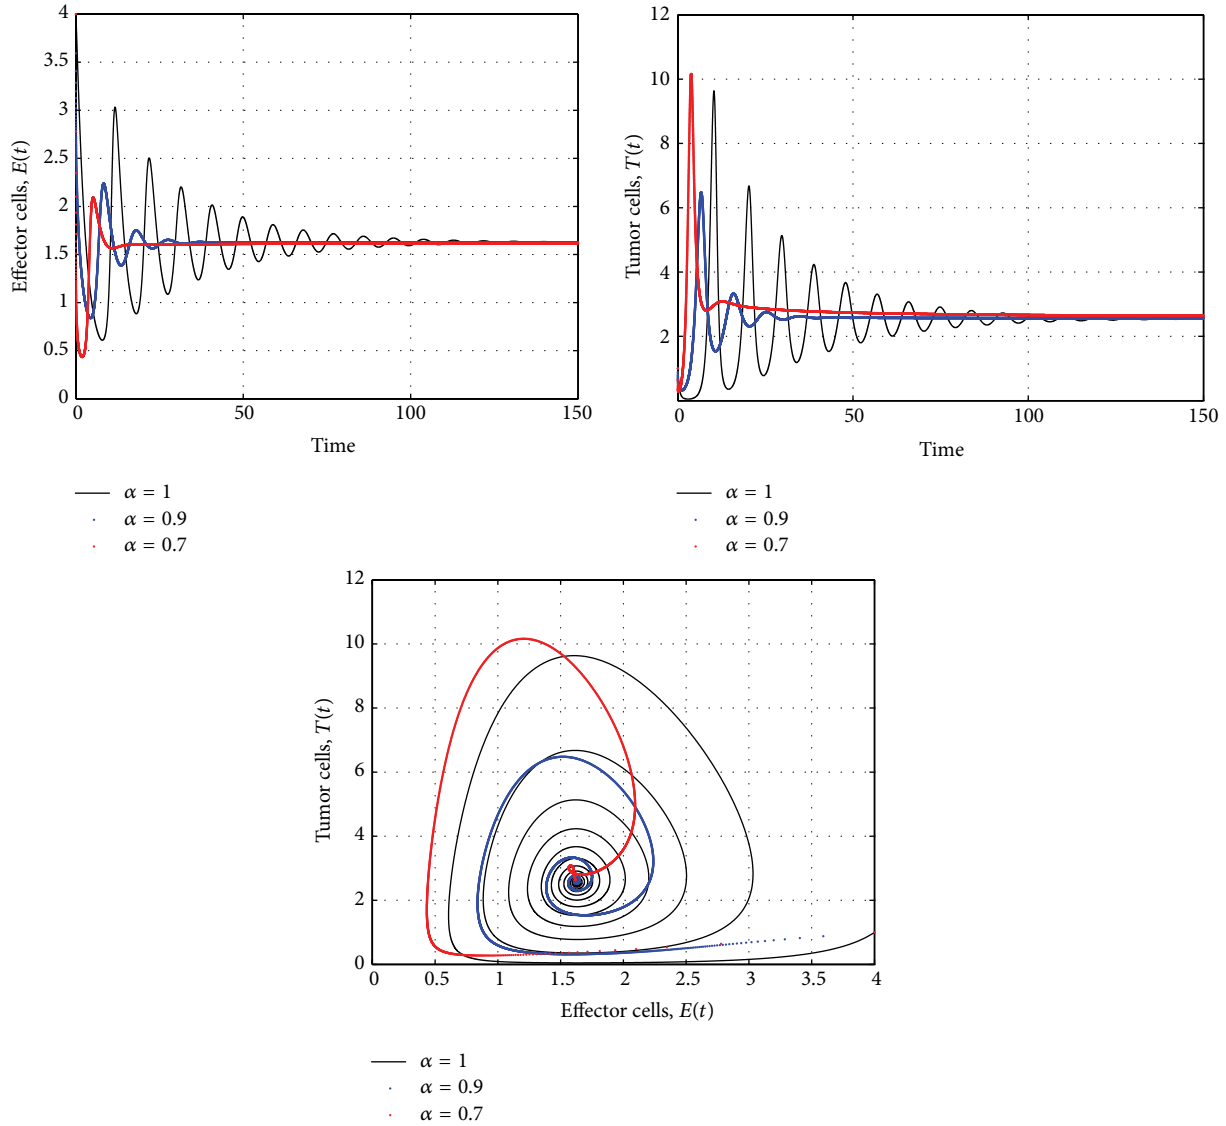 4
3.5
3
2.5
2
1.5
1
0.5
0
0
50
100
150
Effector cells, E(t)
Time
α = 1
α = 0.9
α = 0.7
12
10
8
6
4
2
0
50
100
150
Tumor cells, T(t)
Time
α = 1
α = 0.9
α = 0.7
12
10
8
6
4
2
0
0
0.5
1
1.5
2
2.5
3
3.5
4
Tumor cells, T(t)
Effector cells, E(t)
α = 1
α = 0.9
α = 0.7